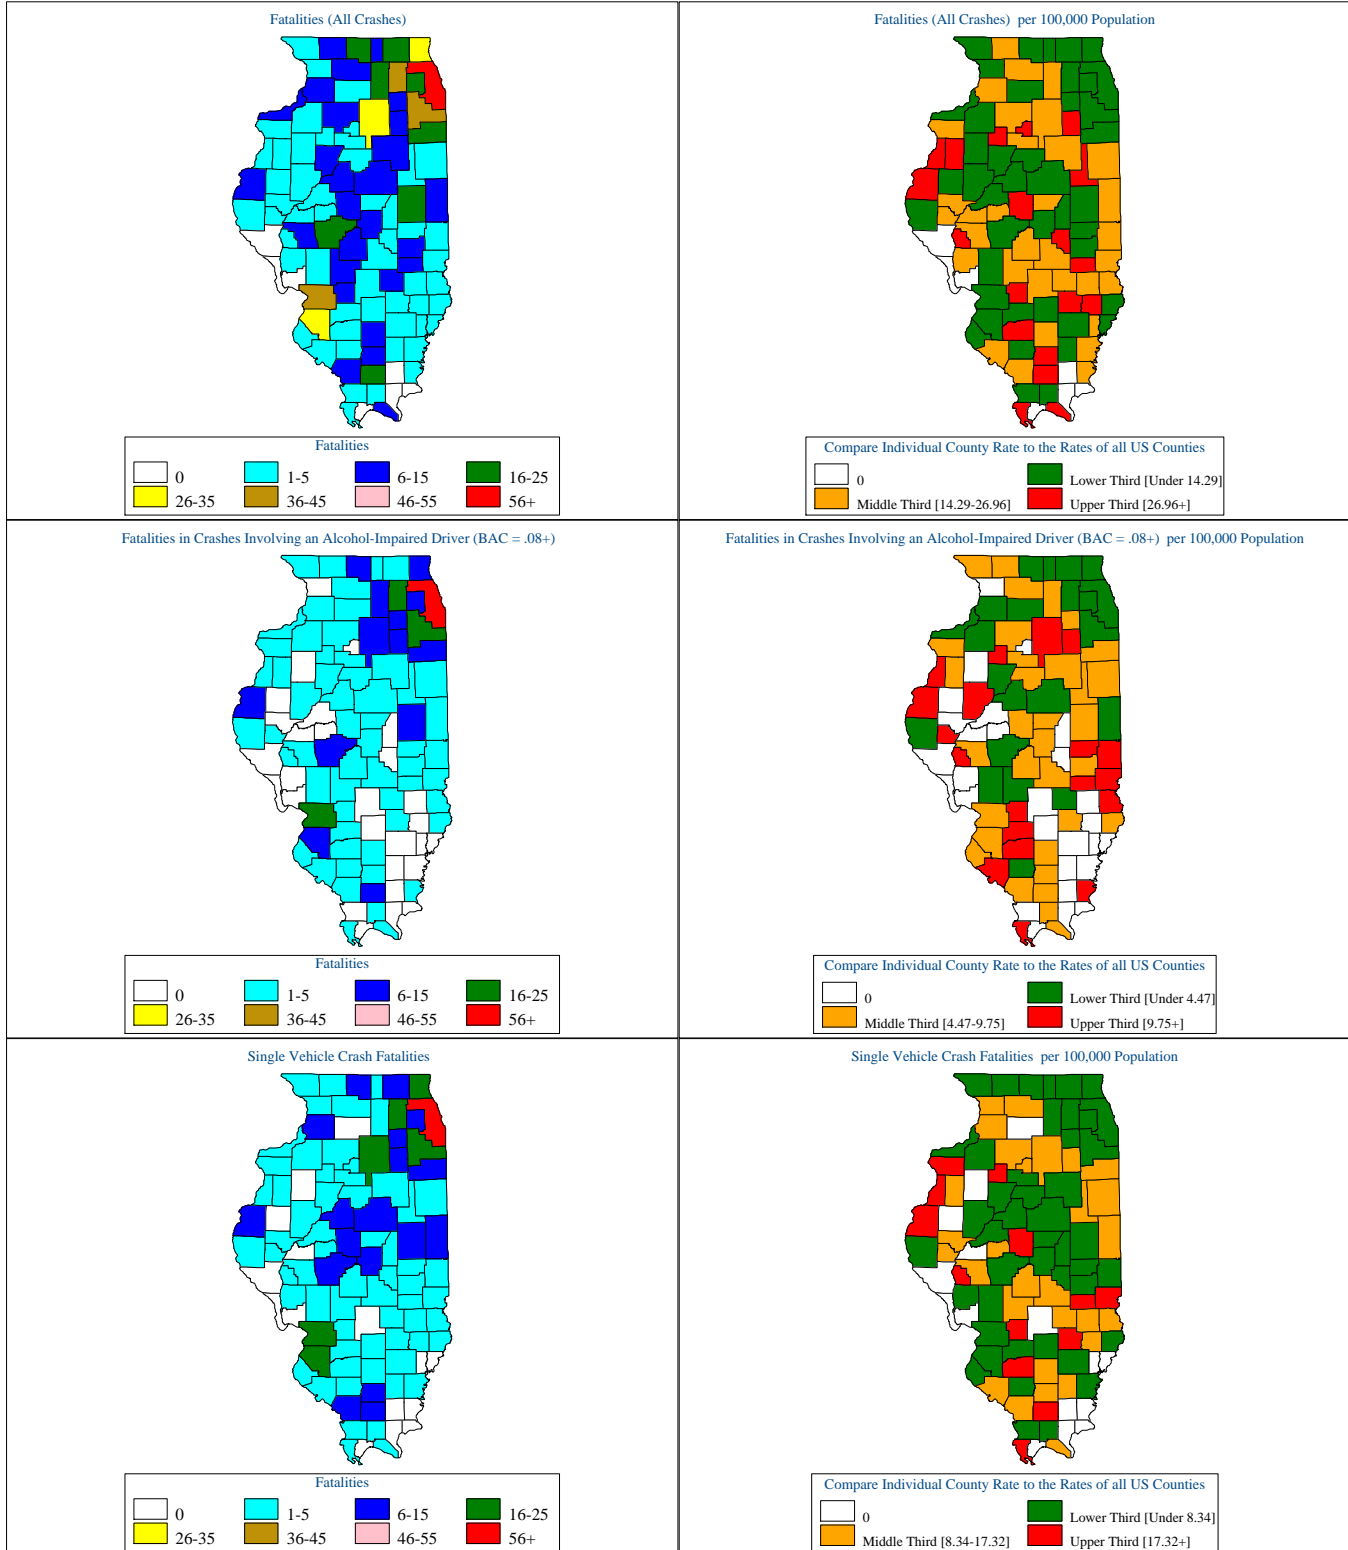 Fatalities (All Crashes)
Fatalities (All Crashes) per 100,000 Population
Fatalities
0
1-5
6-15
16-25
26-35
36-45
46-55
56+
Compare Individual County Rate to the Rates of all US Counties
0
Lower Third [Under 14.29]
Middle Third [14.29-26.96]
Upper Third [26.96+]
Fatalities in Crashes Involving an Alcohol-Impaired Driver (BAC = .08+)
Fatalities in Crashes Involving an Alcohol-Impaired Driver (BAC = .08+) per 100,000 Population
Fatalities
0
1-5
6-15
16-25
26-35
36-45
46-55
56+
Compare Individual County Rate to the Rates of all US Counties
0
Lower Third [Under 4.47]
Middle Third [4.47-9.75]
Upper Third [9.75+]
Single Vehicle Crash Fatalities
Single Vehicle Crash Fatalities per 100,000 Population
Fatalities
0
1-5
6-15
16-25
26-35
36-45
46-55
56+
Compare Individual County Rate to the Rates of all US Counties
0
Lower Third [Under 8.34]
Middle Third [8.34-17.32]
Upper Third [17.32+]